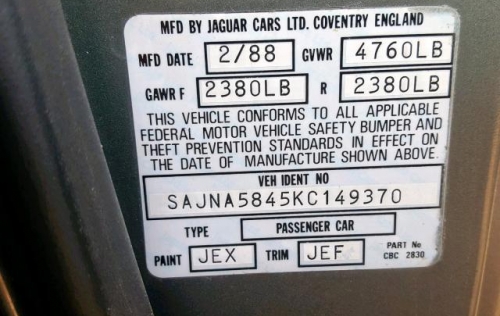 MFD BY JAGUAR CARS LTD. COVENTRY ENGLAND
MFD DATE 2/88 GVWR 4760LB
GAWR F 2380LB R 2380LB
THIS VEHICLE CONFORMS TO ALL APPLICABLE
FEDERAL MOTOR VEHICLE SAFETY BUMPER AND
THEFT PREVENTION STANDARDS IN EFFECT ON
THE DATE OF MANUFACTURE SHOWN ABOVE.
VEH IDENT NO
SAJNA5845KC149370
TYPE PASSENGER CAR
PAINT JEX TRIM JEF PART No
CBC 2830